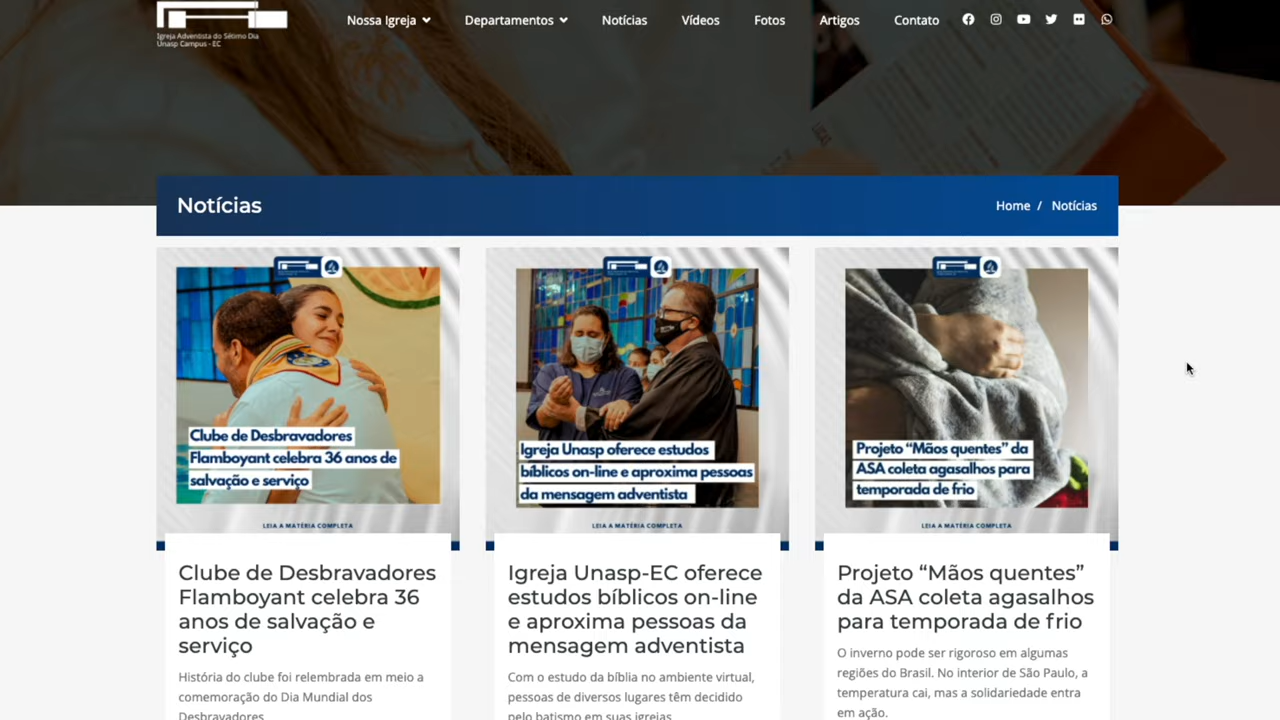 Igreja Adventista do Sétimo Dia
Unasp Campus - EC
Nossa Igreja
Departamentos
Notícias
Vídeos
Fotos
Artigos
Contato
Notícias
Home / Notícias
Clube de Desbravadores
Flamboyant celebra 36 anos de
salvação e serviço
LEIA A MATÉRIA COMPLETA
Igreja Unasp oferece estudos
bíblicos on-line e aproxima pessoas
da mensagem adventista
LEIA A MATÉRIA COMPLETA
Projeto “Mãos quentes” da
ASA coleta agasalhos para
temporada de frio
LEIA A MATÉRIA COMPLETA
Clube de Desbravadores
Flamboyant celebra 36
anos de salvação e
serviço
História do clube foi relembrada em meio a
comemoração do Dia Mundial dos
Desbravadores
Igreja Unasp-EC oferece
estudos bíblicos on-line
e aproxima pessoas da
mensagem adventista
Com o estudo da bíblia no ambiente virtual,
pessoas de diversos lugares têm decidido
pelo batismo em suas igrejas
Projeto “Mãos quentes”
da ASA coleta agasalhos
para temporada de frio
O inverno pode ser rigoroso em algumas
regiões do Brasil. No interior de São Paulo, a
temperatura cai, mas a solidariedade entra
em ação.